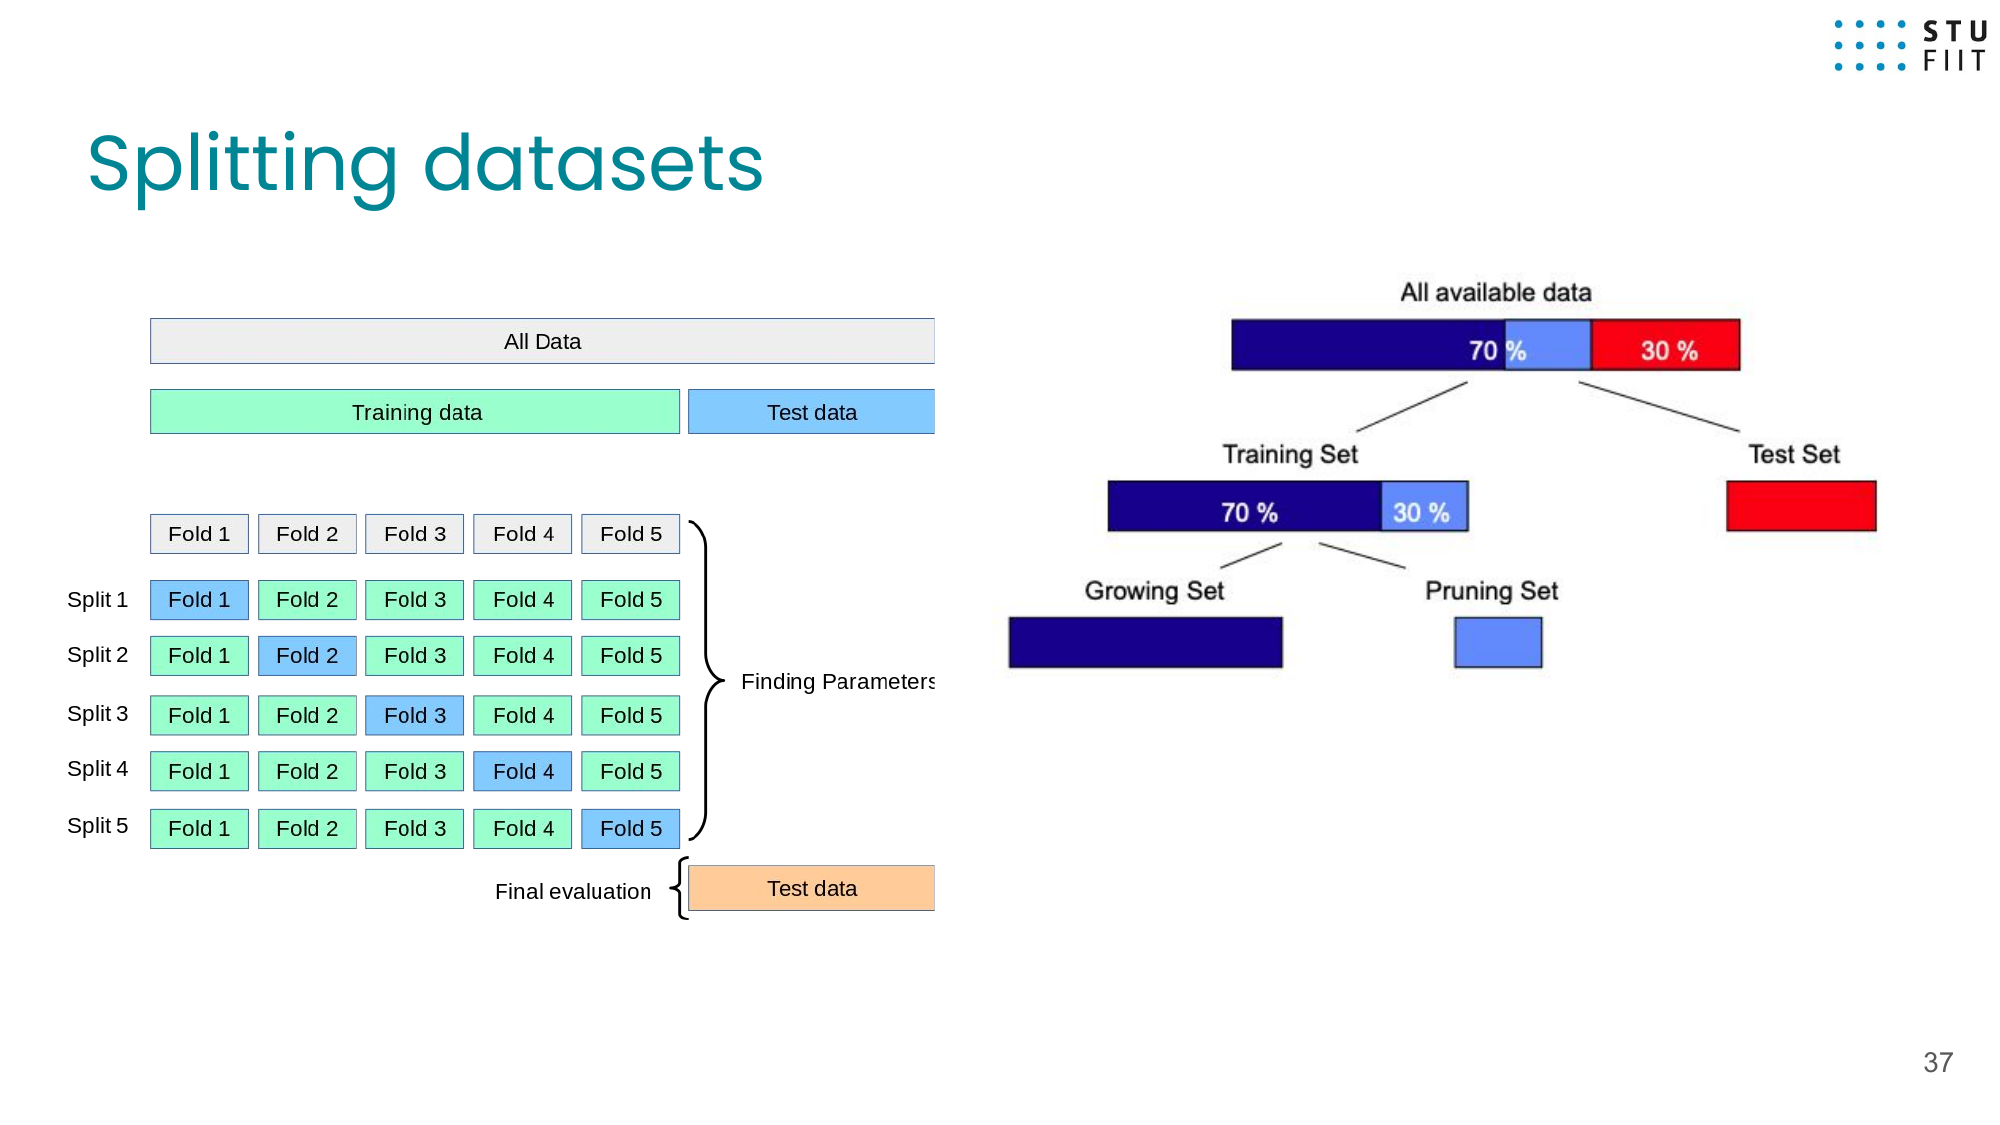 STU
FIIT
Splitting datasets
All Data
Training data Test data
Fold 1 Fold 2 Fold 3 Fold 4 Fold 5
Split 1 Fold 1 Fold 2 Fold 3 Fold 4 Fold 5
Split 2 Fold 1 Fold 2 Fold 3 Fold 4 Fold 5
Finding Parameters
Split 3 Fold 1 Fold 2 Fold 3 Fold 4 Fold 5
Split 4 Fold 1 Fold 2 Fold 3 Fold 4 Fold 5
Split 5 Fold 1 Fold 2 Fold 3 Fold 4 Fold 5
Final evaluation Test data
All available data
70 % 30 %
Training Set Test Set
70 % 30 %
Growing Set Pruning Set
37